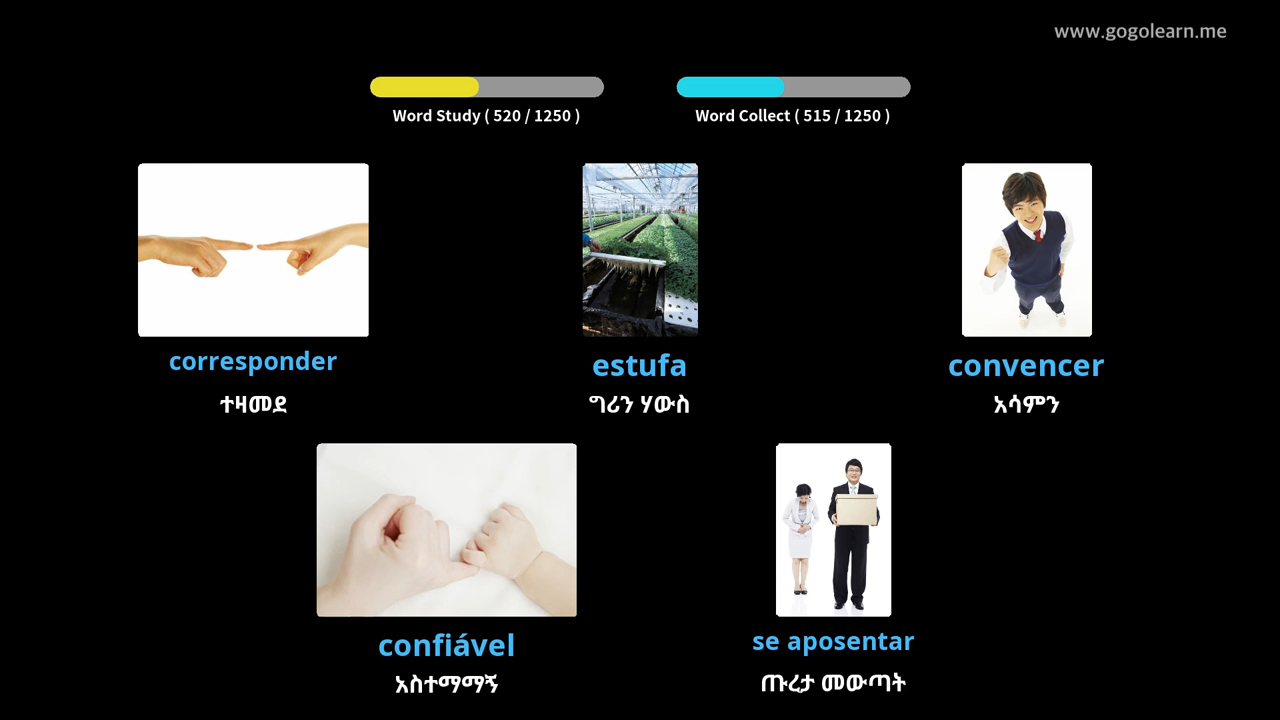 www.gogolearn.me
Word Study ( 520 / 1250 )
Word Collect ( 515 / 1250 )
corresponder
ተዛመደ
estufa
ግሪን ሃውስ
convencer
አሳምን
confiável
አስተማማኝ
se aposentar
ጡረታ መውጣት